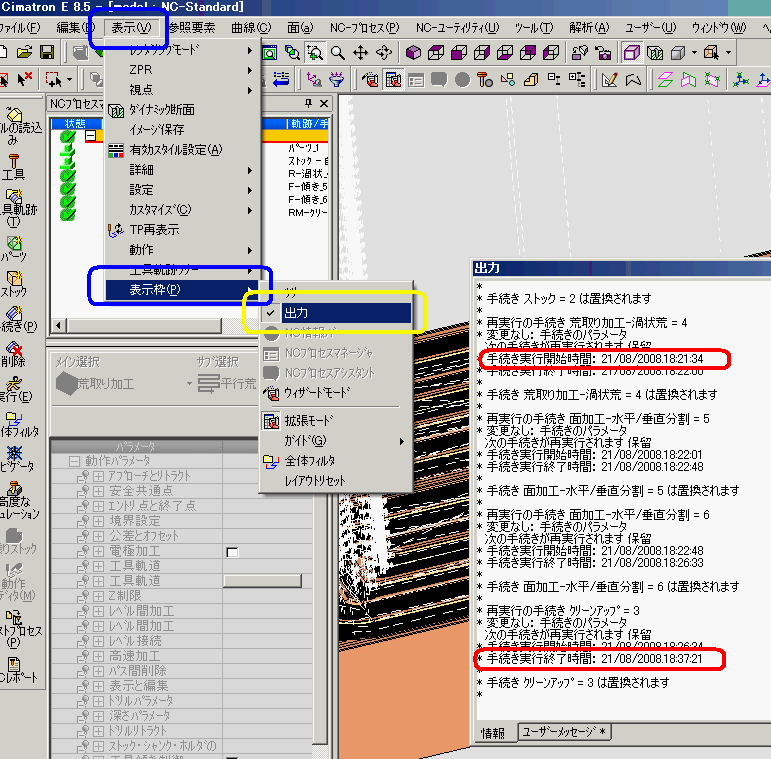 Cimatron E 8.5 - [model : NC-Standard]
ファイル(F) 編集(E) 表示(V) 参照要素 曲線(C) 面(a) NC-プロセス(P) NC-ユーティリティ(U) ツール(T) 解析(A) ユーザー(U) ウィンドウ(W)
レンダリングモード
ZPR
視点
ダイナミック断面
イメージ保存
有効スタイル設定(A)
詳細
設定
カスタマイズ(C)
TP再表示
動作
工具軌跡ツリー
表示枠(P)
ツリー
出力
NC情報バー
NCプロセスマネージャ
NCプロセスアシスタント
ウィザードモード
拡張モード
ガイド(G)
全体フィルタ
レイアウトリセット
NCプロセスマ
状態
軌跡/手
パーツ_1
ストック - 自
R-渦状_
F-傾き_5
F-傾き_6
RM-クリー
ルの読込み
工具
工具軌跡(T)
パーツ
ストック
手続き(P)
削除
実行(E)
全体フィルタ
ナビゲータ
高度な
ュレーション
残りストック
動作
ディタ(M)
ストプロセス(P)
NCレポート
メイン選択
サブ選択
荒取り加工
平行荒
パラメータ
動作パラメータ
アプローチとリトラクト
安全共通点
エントリ点と終了点
境界設定
公差とオフセット
電極加工
工具軌道
工具軌道
Z制限
レベル間加工
レベル間加工
レベル接続
高速加工
パス間削除
表示と編集
ドリルパラメータ
深さパラメータ
ドリルリトラクト
ストック・シャンク・ホルダの
工具傾き制御
出力
*
* 手続き ストック = 2 は置換されます
*
* 再実行の手続き 荒取り加工-渦状荒 = 4
* 変更なし: 手続きのパラメータ
次の手続きが再実行されます 保留
* 手続き実行開始時間: 21/08/2008.18:21:34
* 手続き実行終了時間: 21/08/2008.18:22:00
*
* 手続き 荒取り加工-渦状荒 = 4 は置換されます
*
* 再実行の手続き 面加工-水平/垂直分割 = 5
* 変更なし: 手続きのパラメータ
次の手続きが再実行されます 保留
* 手続き実行開始時間: 21/08/2008.18:22:01
* 手続き実行終了時間: 21/08/2008.18:22:48
*
* 手続き 面加工-水平/垂直分割 = 5 は置換されます
*
* 再実行の手続き 面加工-水平/垂直分割 = 6
* 変更なし: 手続きのパラメータ
次の手続きが再実行されます 保留
* 手続き実行開始時間: 21/08/2008.18:22:48
* 手続き実行終了時間: 21/08/2008.18:26:33
*
* 手続き 面加工-水平/垂直分割 = 6 は置換されます
*
* 再実行の手続き クリーンアップ = 3
* 変更なし: 手続きのパラメータ
次の手続きが再実行されます 保留
* 手続き実行開始時間: 21/08/2008.18:26:34
* 手続き実行終了時間: 21/08/2008.18:37:21
*
* 手続き クリーンアップ = 3 は置換されます
*
情報
ユーザーメッセージ *